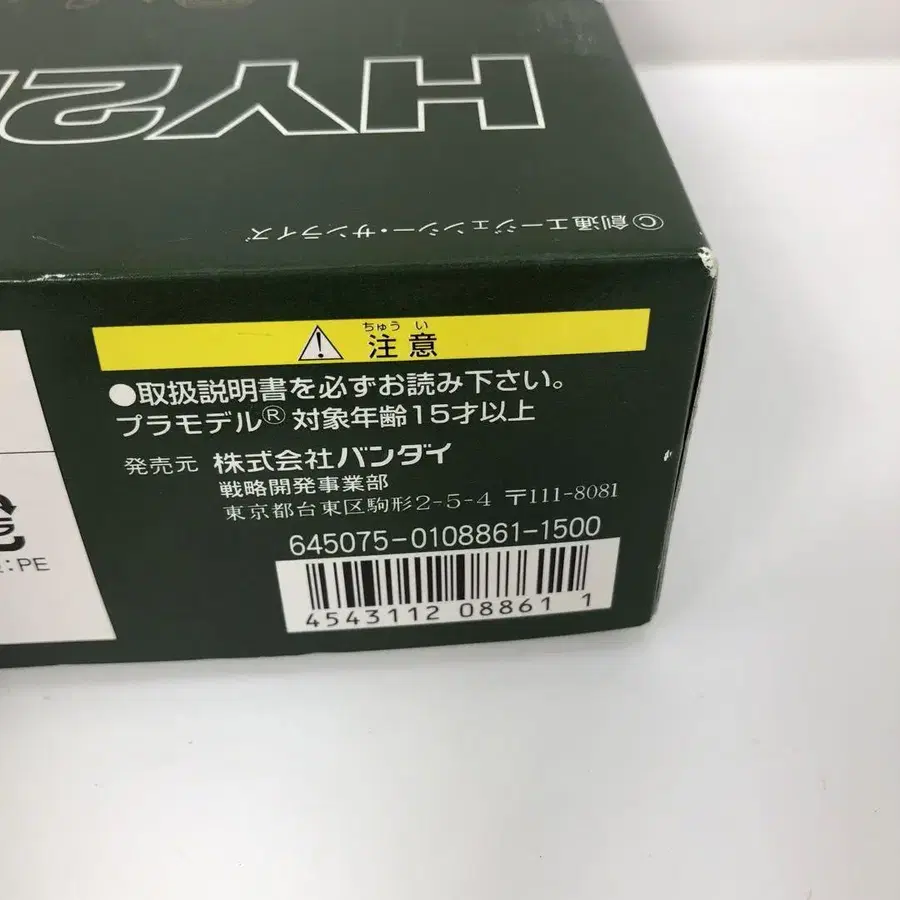 HY2
©創通エージェンシー・サンライズ
ちゅうい
注意
●取扱説明書を必ずお読み下さい。
プラモデル® 対象年齢15才以上
発売元 株式会社バンダイ
戦略開発事業部
東京都台東区駒形2-5-4 〒111-8081
645075-0108861-1500
4543112 08861 1
:PE